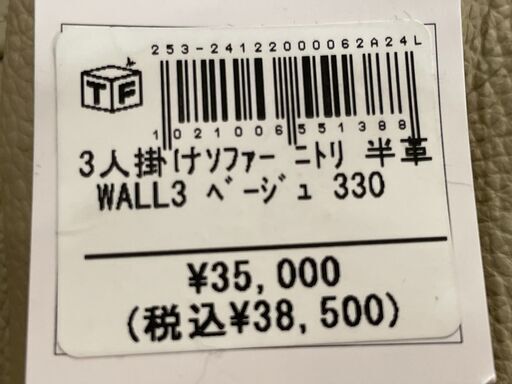 253-24122000062A24L
TF
1021006551388
3人掛けソファー ニトリ 半革
WALL3 ベージュ 330
¥35,000
(税込¥38,500)